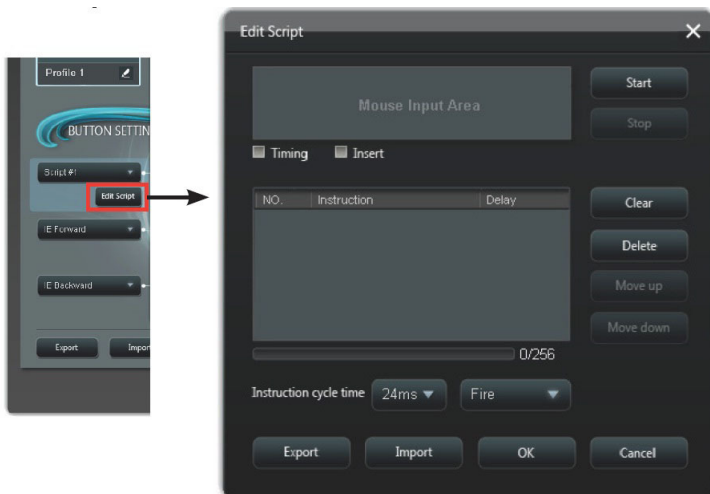 Profile 1
BUTTON SETTIN
Script #1
Edit Script
IE Forward
IE Backward
Export Impor
Edit Script
Mouse Input Area
Start
Stop
Timing Insert
NO. Instruction Delay
Clear
Delete
Move up
Move down
0/256
Instruction cycle time 24ms Fire
Export Import OK Cancel